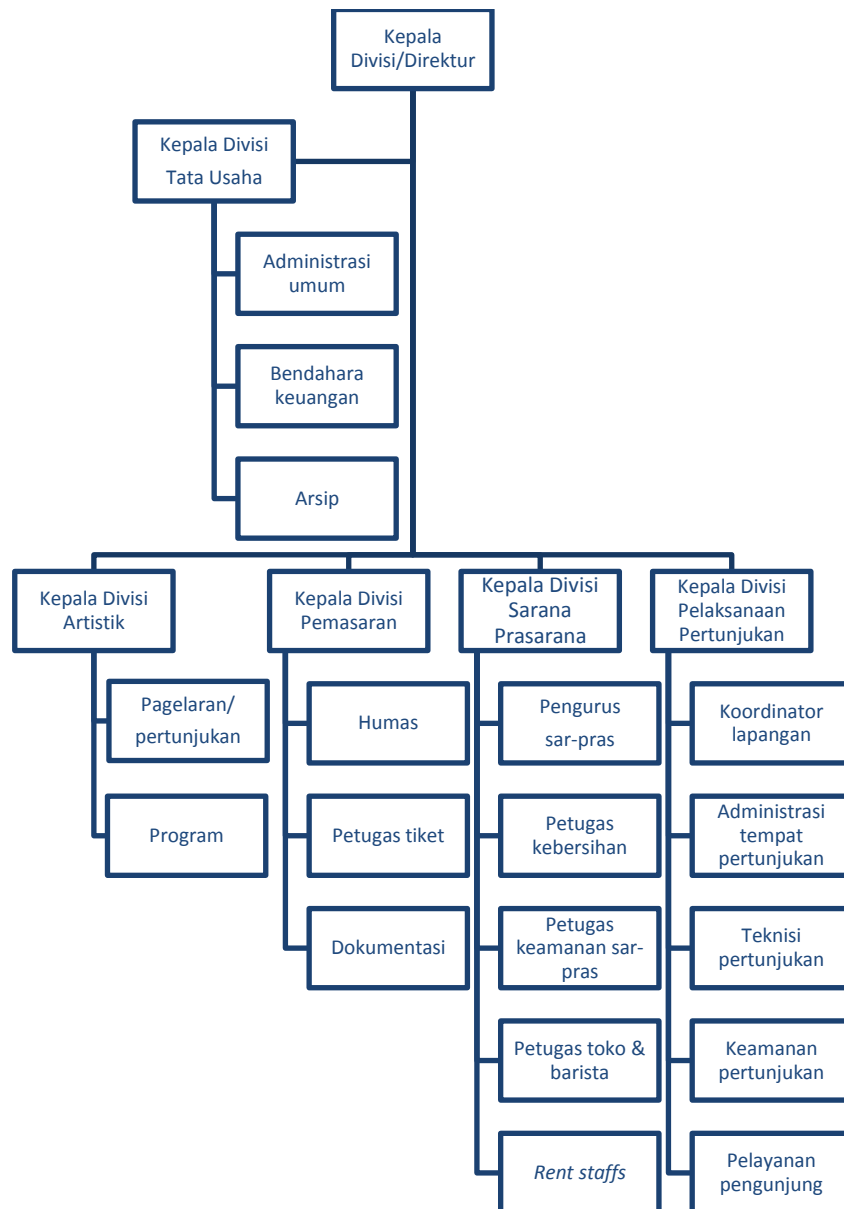 Kepala
Divisi/Direktur
Kepala Divisi
Tata Usaha
Administrasi
umum
Bendahara
keuangan
Arsip
Kepala Divisi
Artistik
Pagelaran/
pertunjukan
Program
Kepala Divisi
Pemasaran
Humas
Petugas tiket
Dokumentasi
Kepala Divisi
Sarana
Prasarana
Pengurus
sar-pras
Petugas
kebersihan
Petugas
keamanan sar-
pras
Petugas toko &
barista
Rent staffs
Kepala Divisi
Pelaksanaan
Pertunjukan
Koordinator
lapangan
Administrasi
tempat
pertunjukan
Teknisi
pertunjukan
Keamanan
pertunjukan
Pelayanan
pengunjung